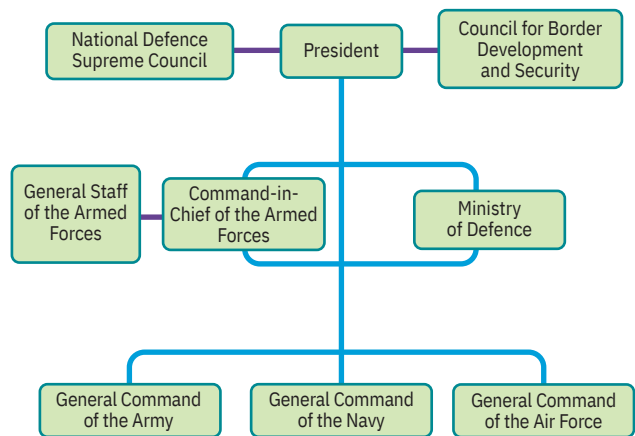 National Defence
Supreme Council
President
Council for Border
Development
and Security
General Staff
of the Armed
Forces
Command-in-
Chief of the Armed
Forces
Ministry
of Defence
General Command
of the Army
General Command
of the Navy
General Command
of the Air Force